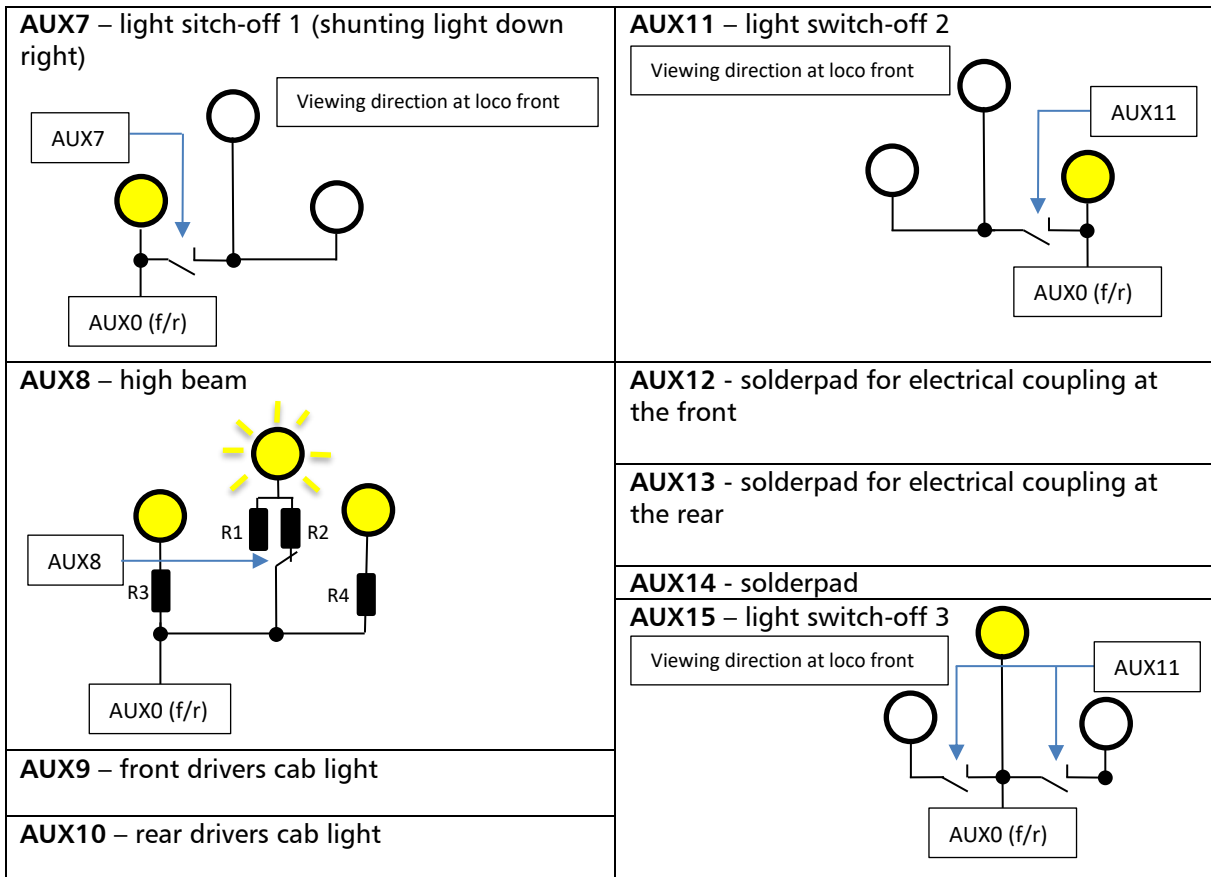 AUX7 – light sitch-off 1 (shunting light down
right)
Viewing direction at loco front
AUX7
AUX0 (f/r)
AUX8 – high beam
R1
R2
AUX8
R3
R4
AUX0 (f/r)
AUX9 – front drivers cab light
AUX10 – rear drivers cab light
AUX11 – light switch-off 2
Viewing direction at loco front
AUX11
AUX0 (f/r)
AUX12 - solderpad for electrical coupling at
the front
AUX13 - solderpad for electrical coupling at
the rear
AUX14 - solderpad
AUX15 – light switch-off 3
Viewing direction at loco front
AUX11
AUX0 (f/r)